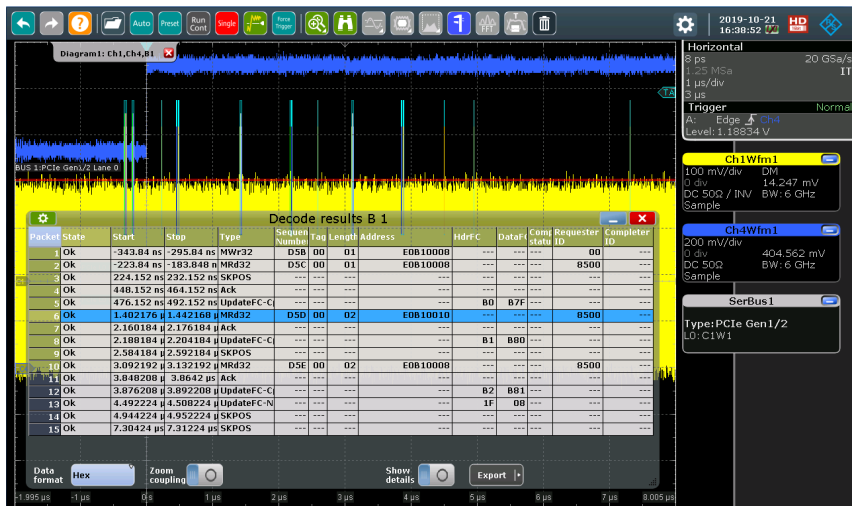 Auto
Preset
Run
Cont
Single
Force
Trigger
FFT
2019-10-21
16:38:52
HD
Diagram1: Ch1,Ch4,B1
TA
BUS 1:PCIe Gen1/2 Lane 0
C1
Horizontal
8 ps 20 GSa/s
1.25 MSa IT
1 µs/div
3 µs
Trigger Normal
A: Edge Ch4
Level: 1.18834 V
Ch1Wfm1
100 mV/div DM
0 div 14.247 mV
DC 50Ω / INV BW: 6 GHz
Sample
Ch4Wfm1
200 mV/div
0 div 404.562 mV
DC 50Ω BW: 6 GHz
Sample
SerBus1
Type:PCIe Gen1/2
L0: C1W1
Decode results B 1
Packet State Start Stop Type Sequen Number Tag Length Address HdrFC DataF Comp statu Requester ID Completer ID
1 Ok -343.84 ns -295.84 ns MWr32 D5B 00 01 E0B10008 --- --- --- 00 ---
2 Ok -223.84 ns -183.848 n MRd32 D5C 00 01 E0B10008 --- --- --- 8500 ---
3 Ok 224.152 ns 232.152 ns SKPOS --- --- --- --- --- --- --- --- ---
4 Ok 448.152 ns 464.152 ns Ack --- --- --- --- --- --- --- --- ---
5 Ok 476.152 ns 492.152 ns UpdateFC-C --- --- --- --- B0 B7F --- --- ---
6 Ok 1.402176 µ 1.442168 µ MRd32 D5D 00 02 E0B10010 --- --- --- 8500 ---
7 Ok 2.160184 µ 2.176184 µ Ack --- --- --- --- --- --- --- --- ---
8 Ok 2.188184 µ 2.204184 µ UpdateFC-C --- --- --- --- B1 B80 --- --- ---
9 Ok 2.584184 µ 2.592184 µ SKPOS --- --- --- --- --- --- --- --- ---
10 Ok 3.092192 µ 3.132192 µ MRd32 D5E 00 02 E0B10008 --- --- --- 8500 ---
11 Ok 3.848208 µ 3.8642 µs Ack --- --- --- --- --- --- --- --- ---
12 Ok 3.876208 µ 3.892208 µ UpdateFC-C --- --- --- --- B2 B81 --- --- ---
13 Ok 4.492224 µ 4.508224 µ UpdateFC-N --- --- --- --- 1F 08 --- --- ---
14 Ok 4.944224 µ 4.952224 µ SKPOS --- --- --- --- --- --- --- --- ---
15 Ok 7.30424 µs 7.31224 µs SKPOS --- --- --- --- --- --- --- --- ---
Data format Hex
Zoom coupling
Show details
Export
-1.995 µs -1 µs 0 s 1 µs 2 µs 3 µs 4 µs 5 µs 6 µs 7 µs 8.005 µs